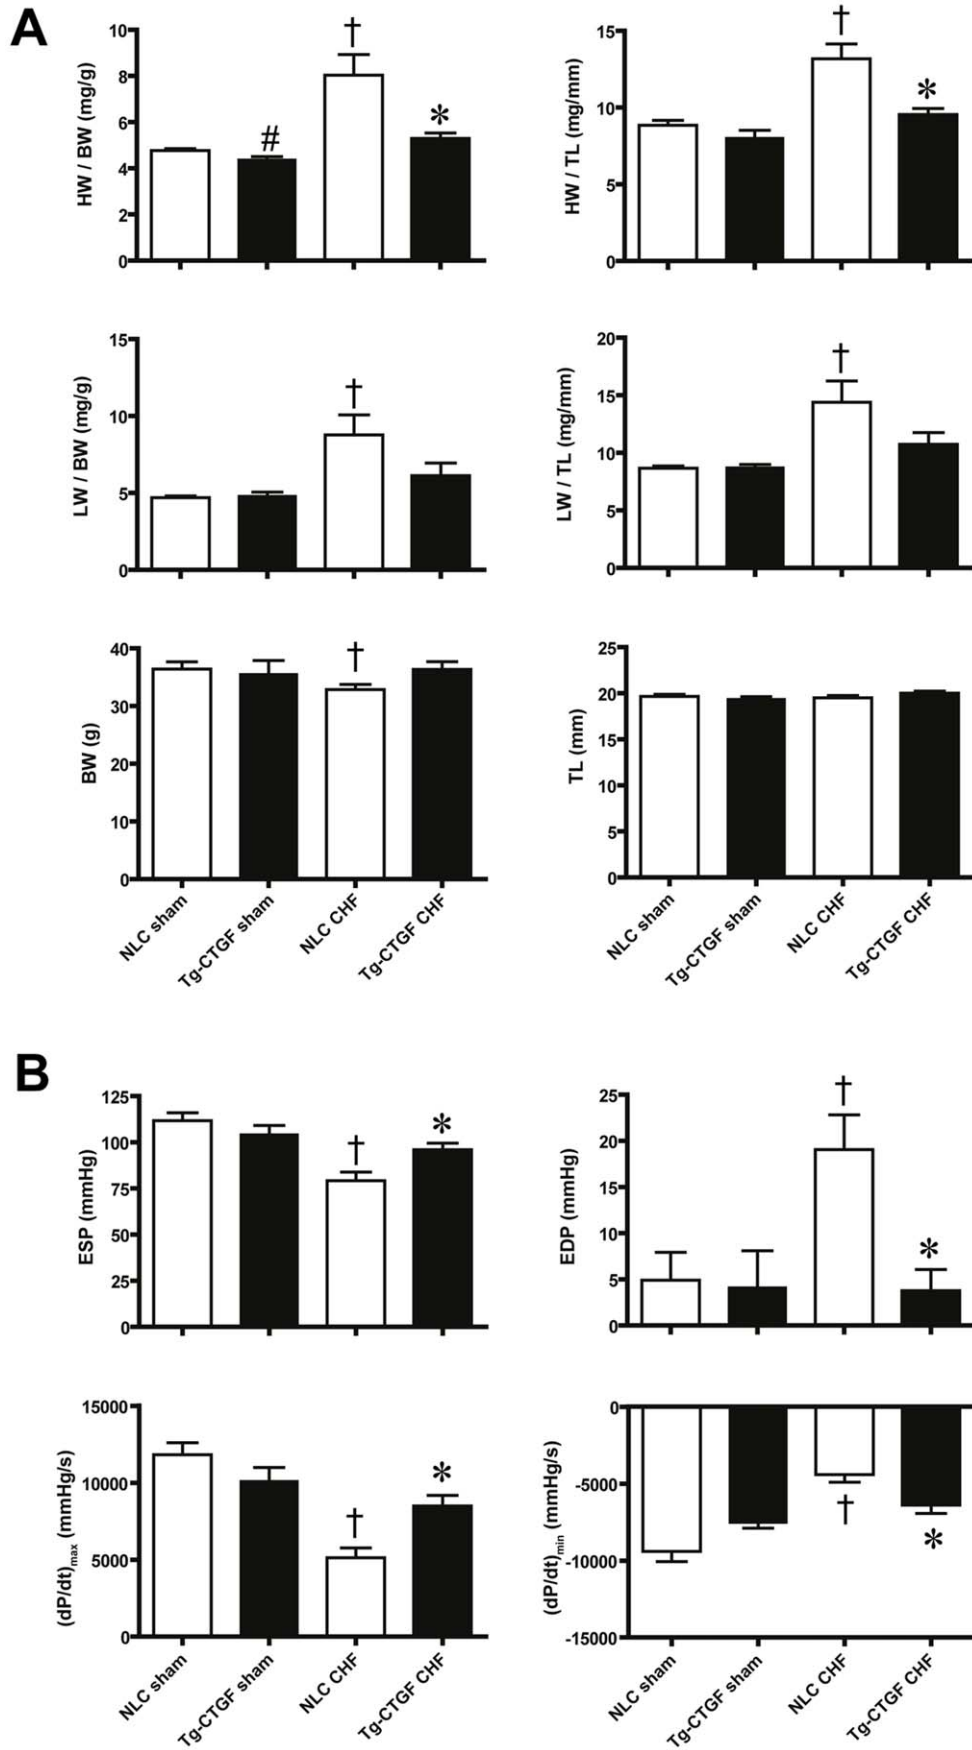 A
HW / BW (mg/g)
10
8
6
4
2
0
#
†
*
HW / TL (mg/mm)
15
10
5
0
†
*
LW / BW (mg/g)
15
10
5
0
†
LW / TL (mg/mm)
20
15
10
5
0
†
BW (g)
40
30
20
10
0
†
NLC sham
Tg-CTGF sham
NLC CHF
Tg-CTGF CHF
TL (mm)
25
20
15
10
5
0
NLC sham
Tg-CTGF sham
NLC CHF
Tg-CTGF CHF
B
ESP (mmHg)
125
100
75
50
25
0
†
*
EDP (mmHg)
25
20
15
10
5
0
†
*
(dP/dt)max (mmHg/s)
15000
10000
5000
0
†
*
NLC sham
Tg-CTGF sham
NLC CHF
Tg-CTGF CHF
(dP/dt)min (mmHg/s)
0
-5000
-10000
-15000
†
*
NLC sham
Tg-CTGF sham
NLC CHF
Tg-CTGF CHF